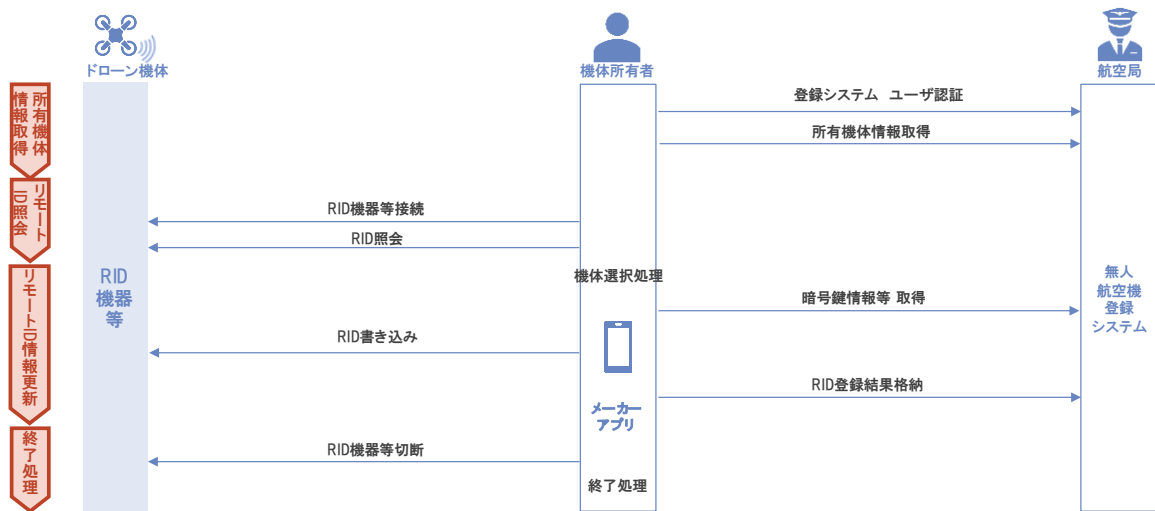 ドローン機体
機体所有者
航空局
所有機体
情報取得
リモート
ID照会
リモートID情報更新
終了処理
登録システム ユーザ認証
所有機体情報取得
RID機器等接続
RID照会
機体選択処理
暗号鍵情報等 取得
RID書き込み
RID登録結果格納
RID機器等切断
終了処理
RID
機器
等
メーカー
アプリ
無人
航空機
登録
システム